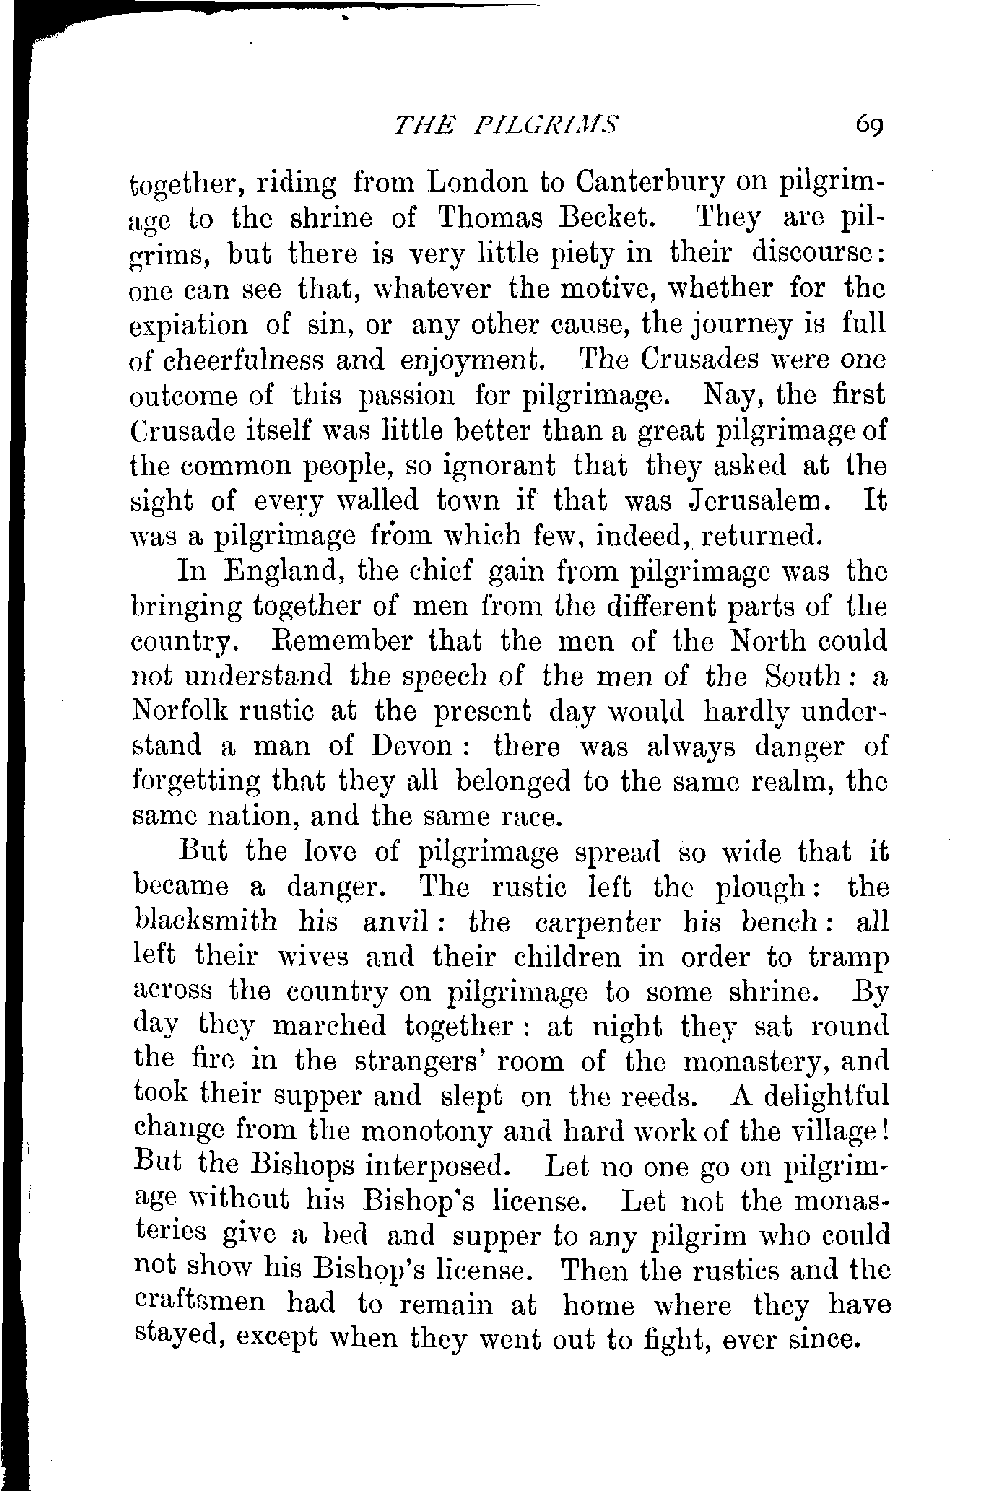 THE PILGRIMS 69
together, riding from London to Canterbury on pilgrim-
age to the shrine of Thomas Becket. They are pil-
grims, but there is very little piety in their discourse:
one can see that, whatever the motive, whether for the
expiation of sin, or any other cause, the journey is full
of cheerfulness and enjoyment. The Crusades were one
outcome of this passion for pilgrimage. Nay, the first
Crusade itself was little better than a great pilgrimage of
the common people, so ignorant that they asked at the
sight of every walled town if that was Jerusalem. It
was a pilgrimage from which few, indeed, returned.
In England, the chief gain from pilgrimage was the
bringing together of men from the different parts of the
country. Remember that the men of the North could
not understand the speech of the men of the South: a
Norfolk rustic at the present day would hardly under-
stand a man of Devon : there was always danger of
forgetting that they all belonged to the same realm, the
same nation, and the same race.
But the love of pilgrimage spread so wide that it
became a danger. The rustic left the plough: the
blacksmith his anvil: the carpenter his bench: all
left their wives and their children in order to tramp
across the country on pilgrimage to some shrine. By
day they marched together : at night they sat round
the fire in the strangers' room of the monastery, and
took their supper and slept on the reeds. A delightful
change from the monotony and hard work of the village!
But the Bishops interposed. Let no one go on pilgrim-
age without his Bishop's license. Let not the monas-
teries give a bed and supper to any pilgrim who could
not show his Bishop's license. Then the rustics and the
craftsmen had to remain at home where they have
stayed, except when they went out to fight, ever since.